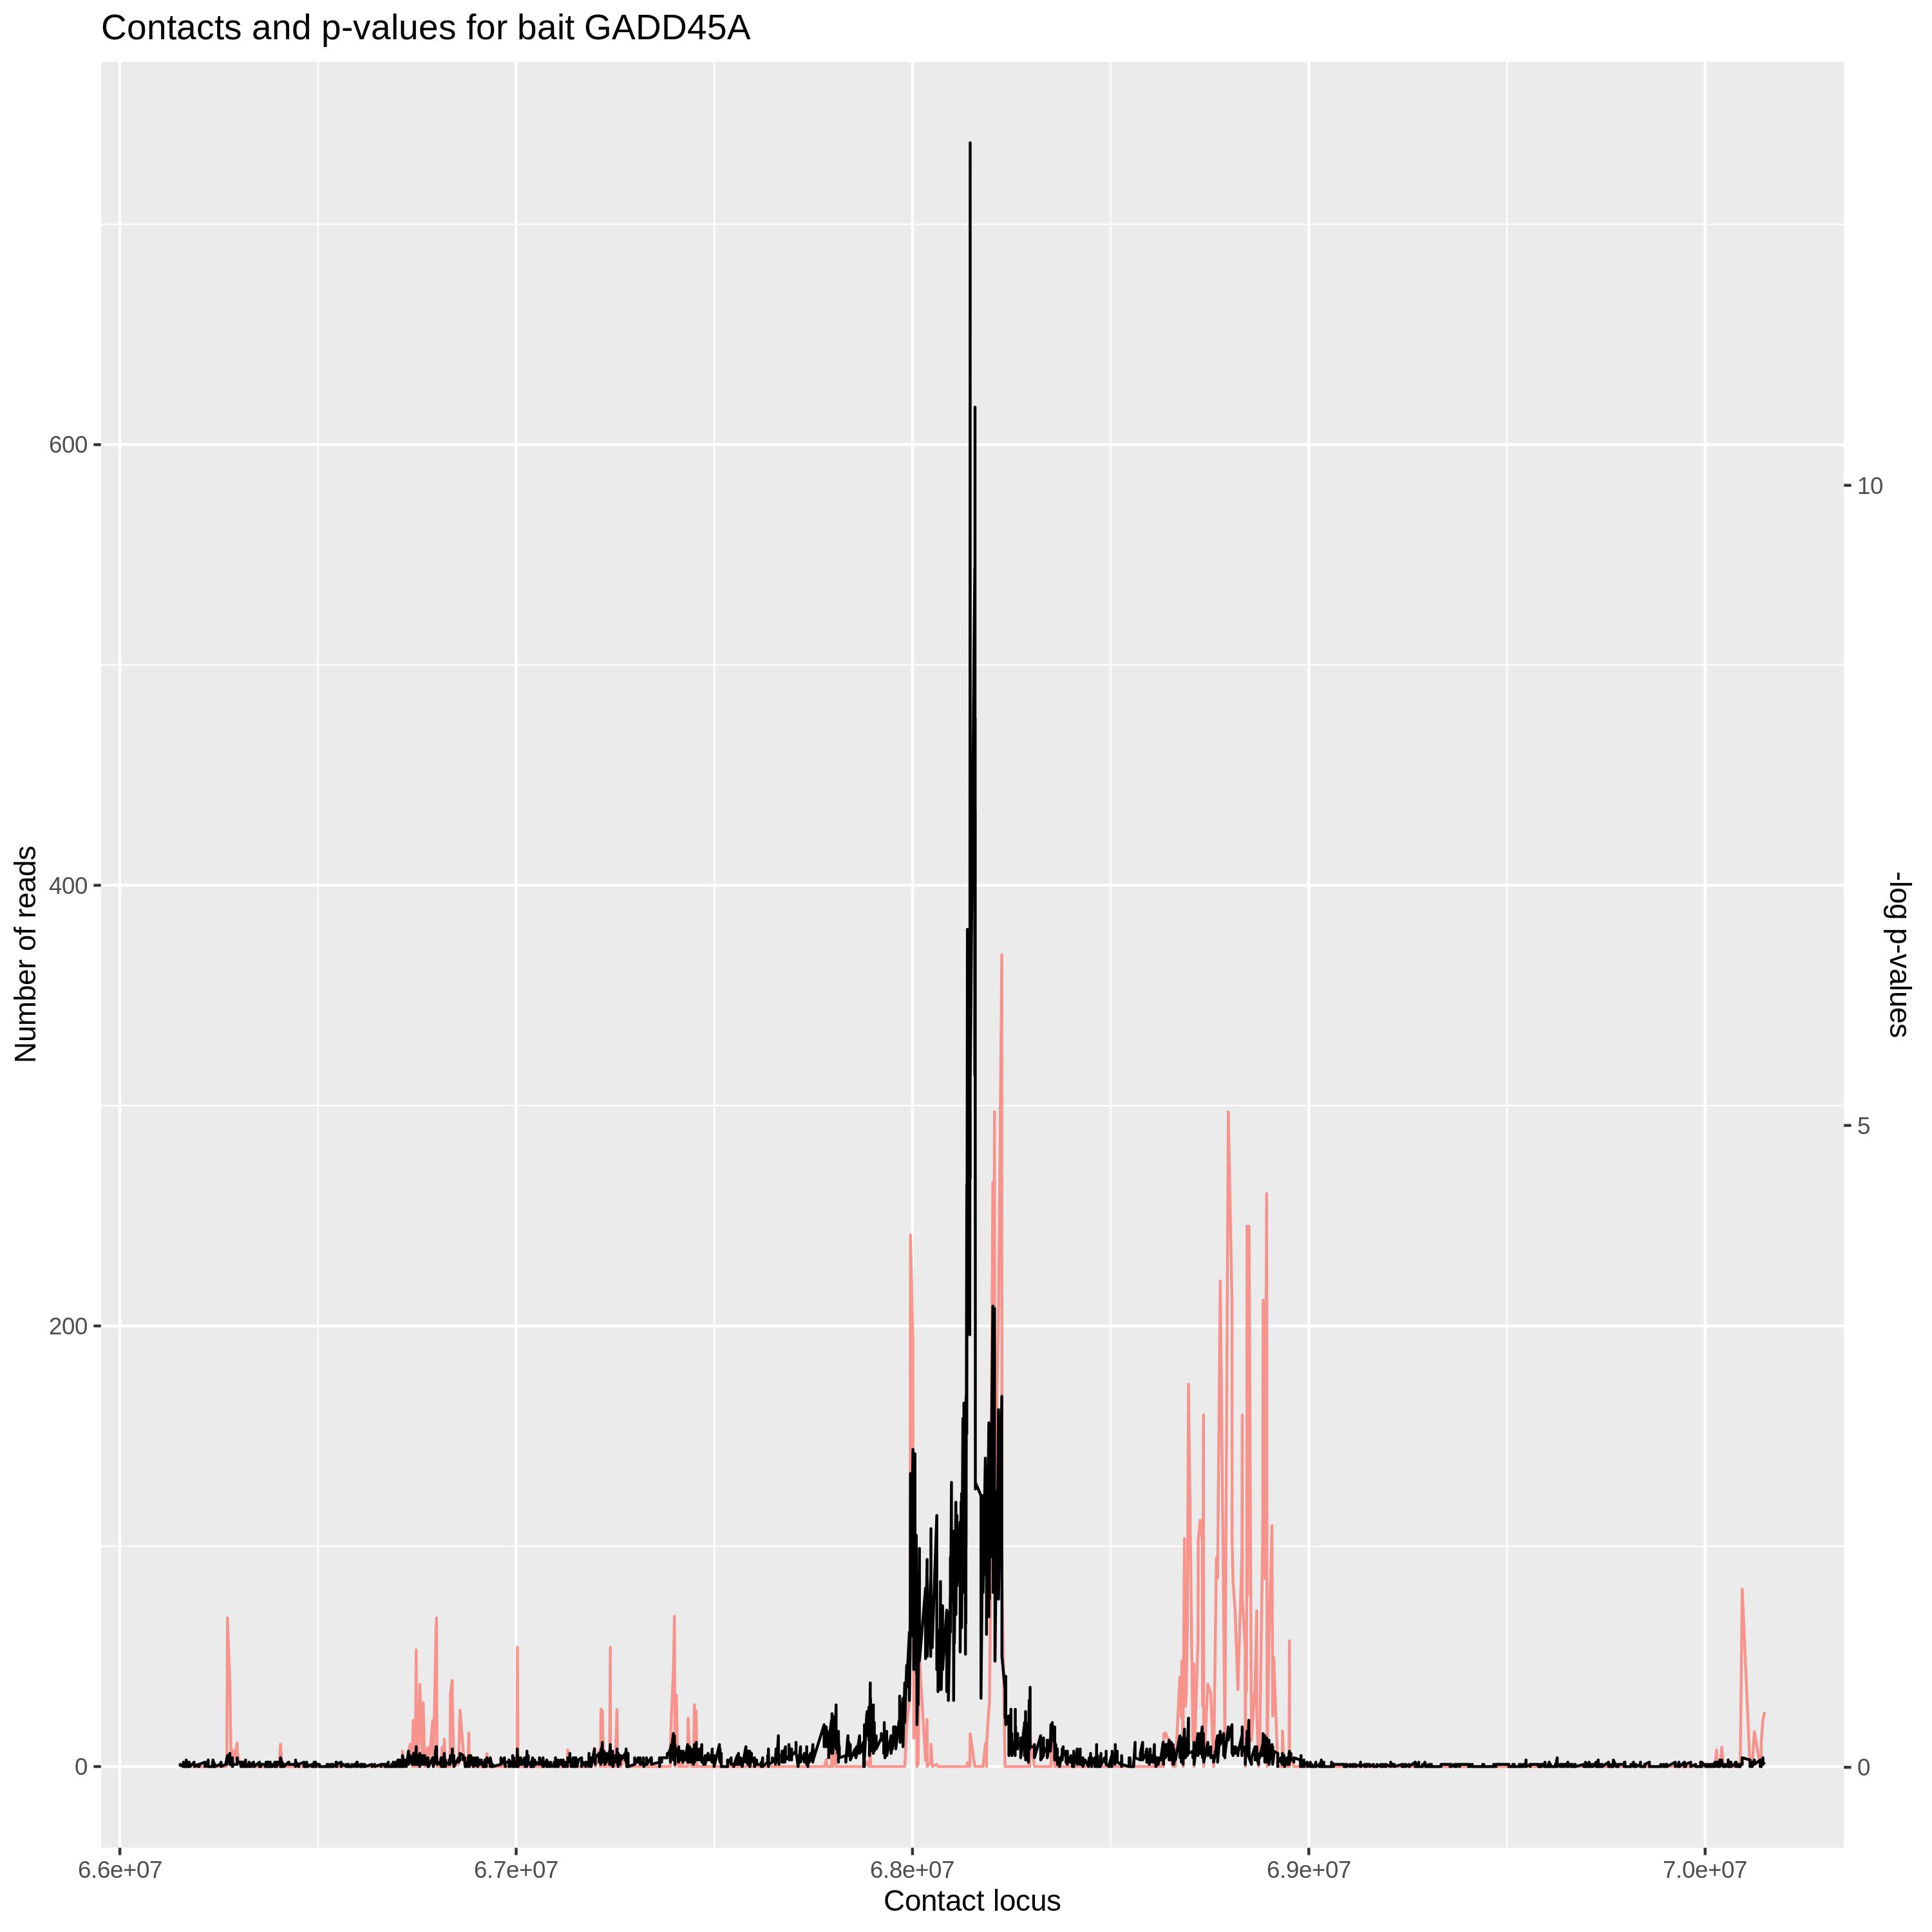 Contacts and p-values for bait GADD45A
600
400
200
0
Number of reads
10
5
0
-log p-values
6.6e+07
6.7e+07
6.8e+07
6.9e+07
7.0e+07
Contact locus